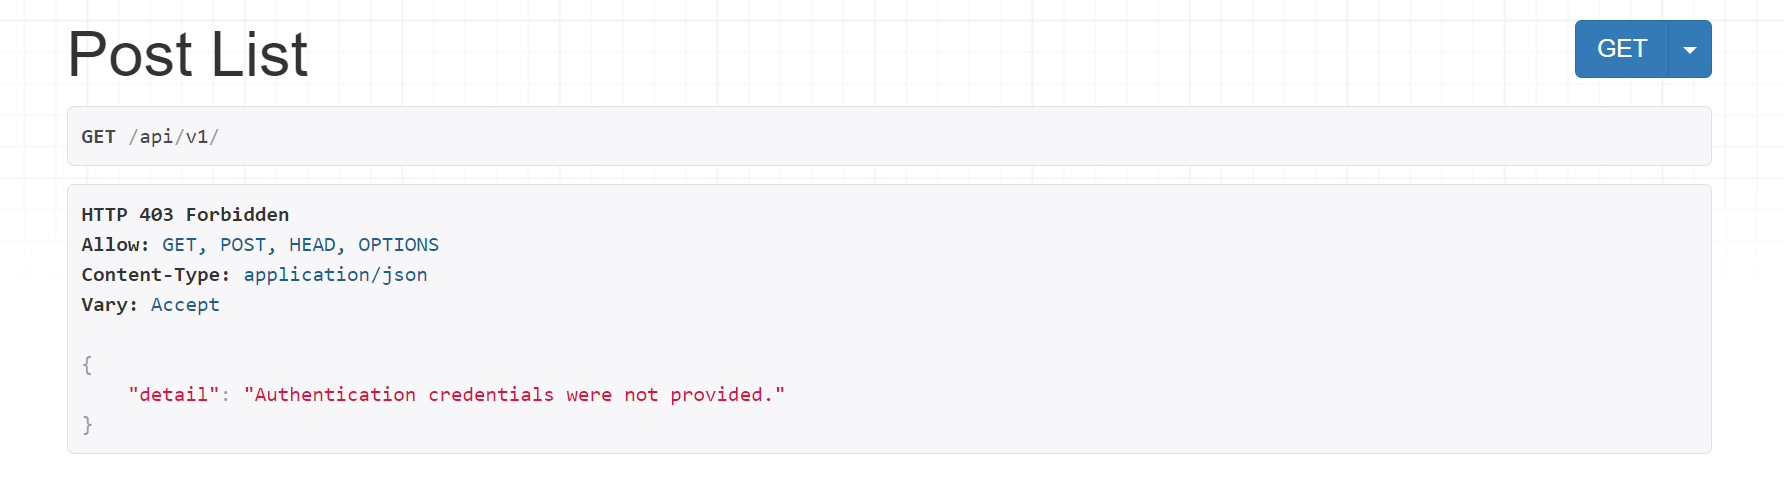 Post List
GET
GET /api/v1/
HTTP 403 Forbidden
Allow: GET, POST, HEAD, OPTIONS
Content-Type: application/json
Vary: Accept
{
    "detail": "Authentication credentials were not provided."
}